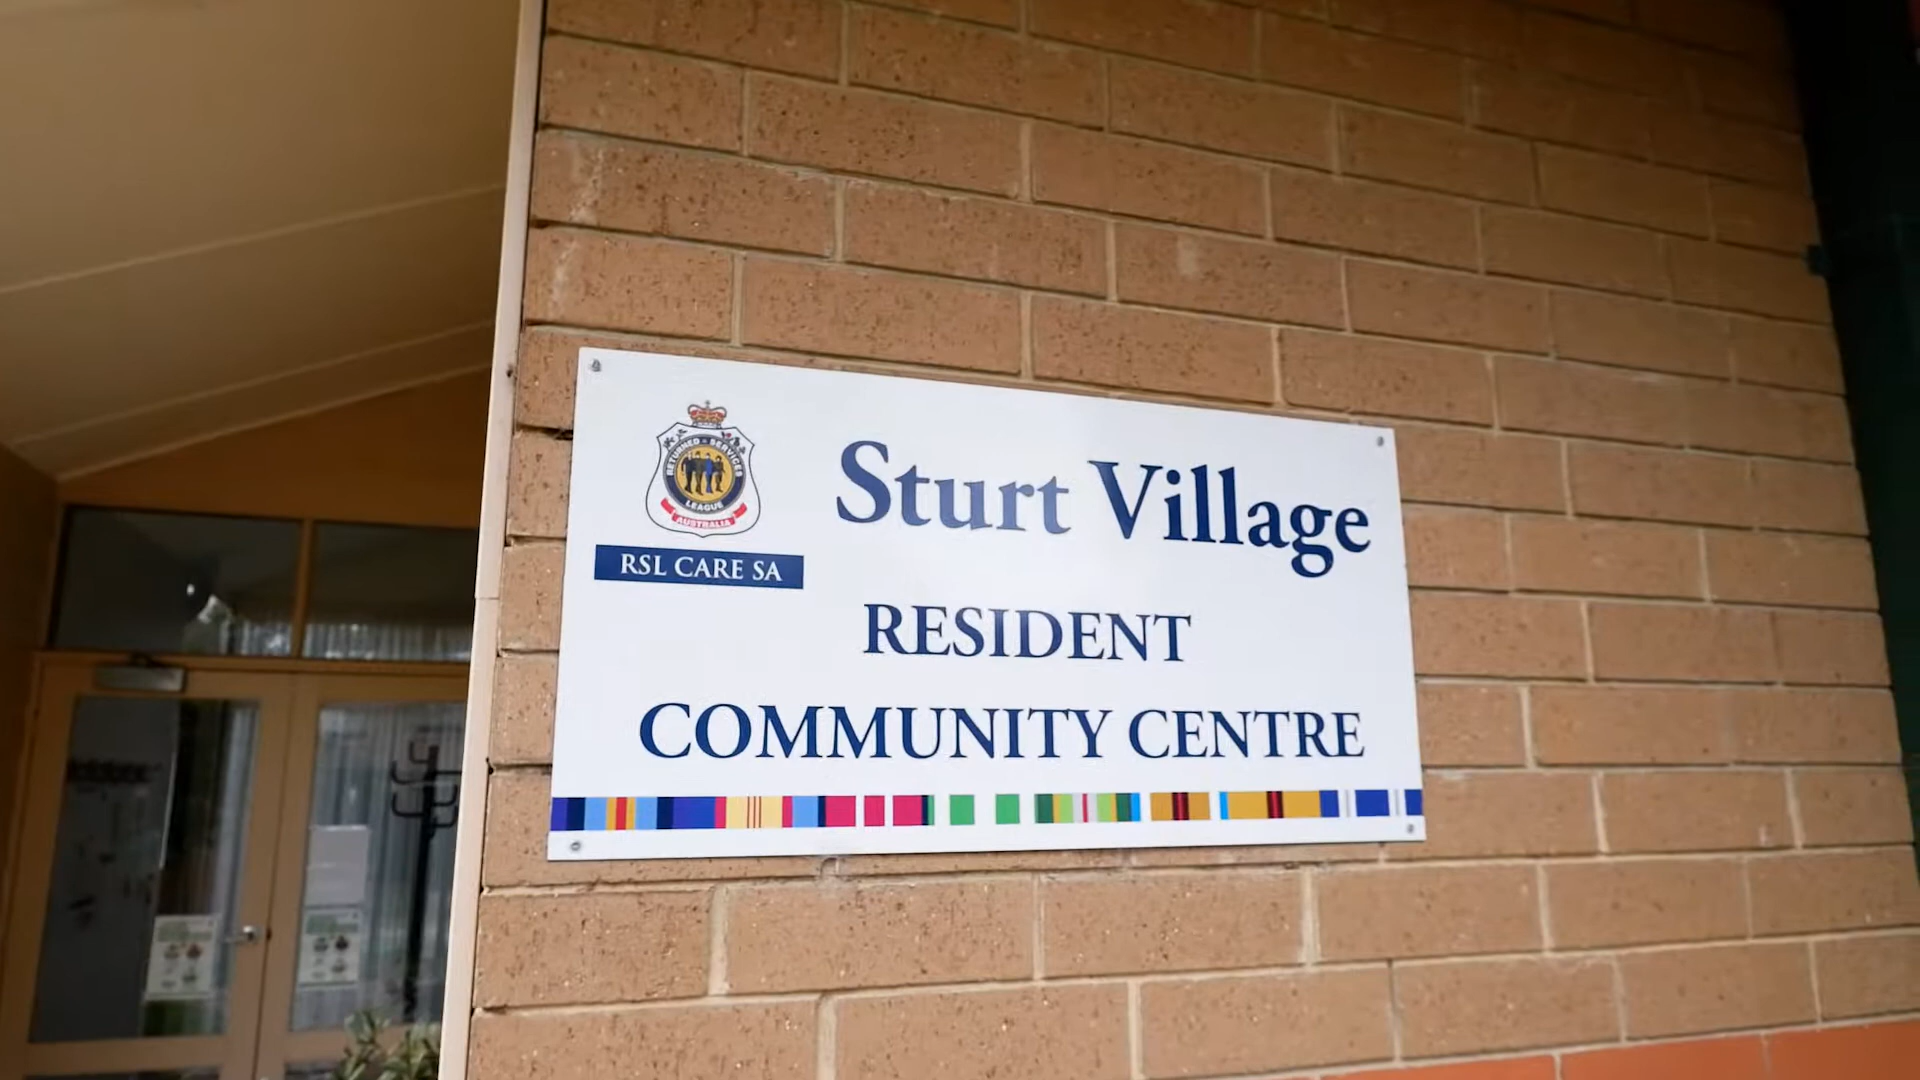 RETURNED & SERVICES
LEAGUE
AUSTRALIA
RSL CARE SA
Sturt Village
RESIDENT
COMMUNITY CENTRE